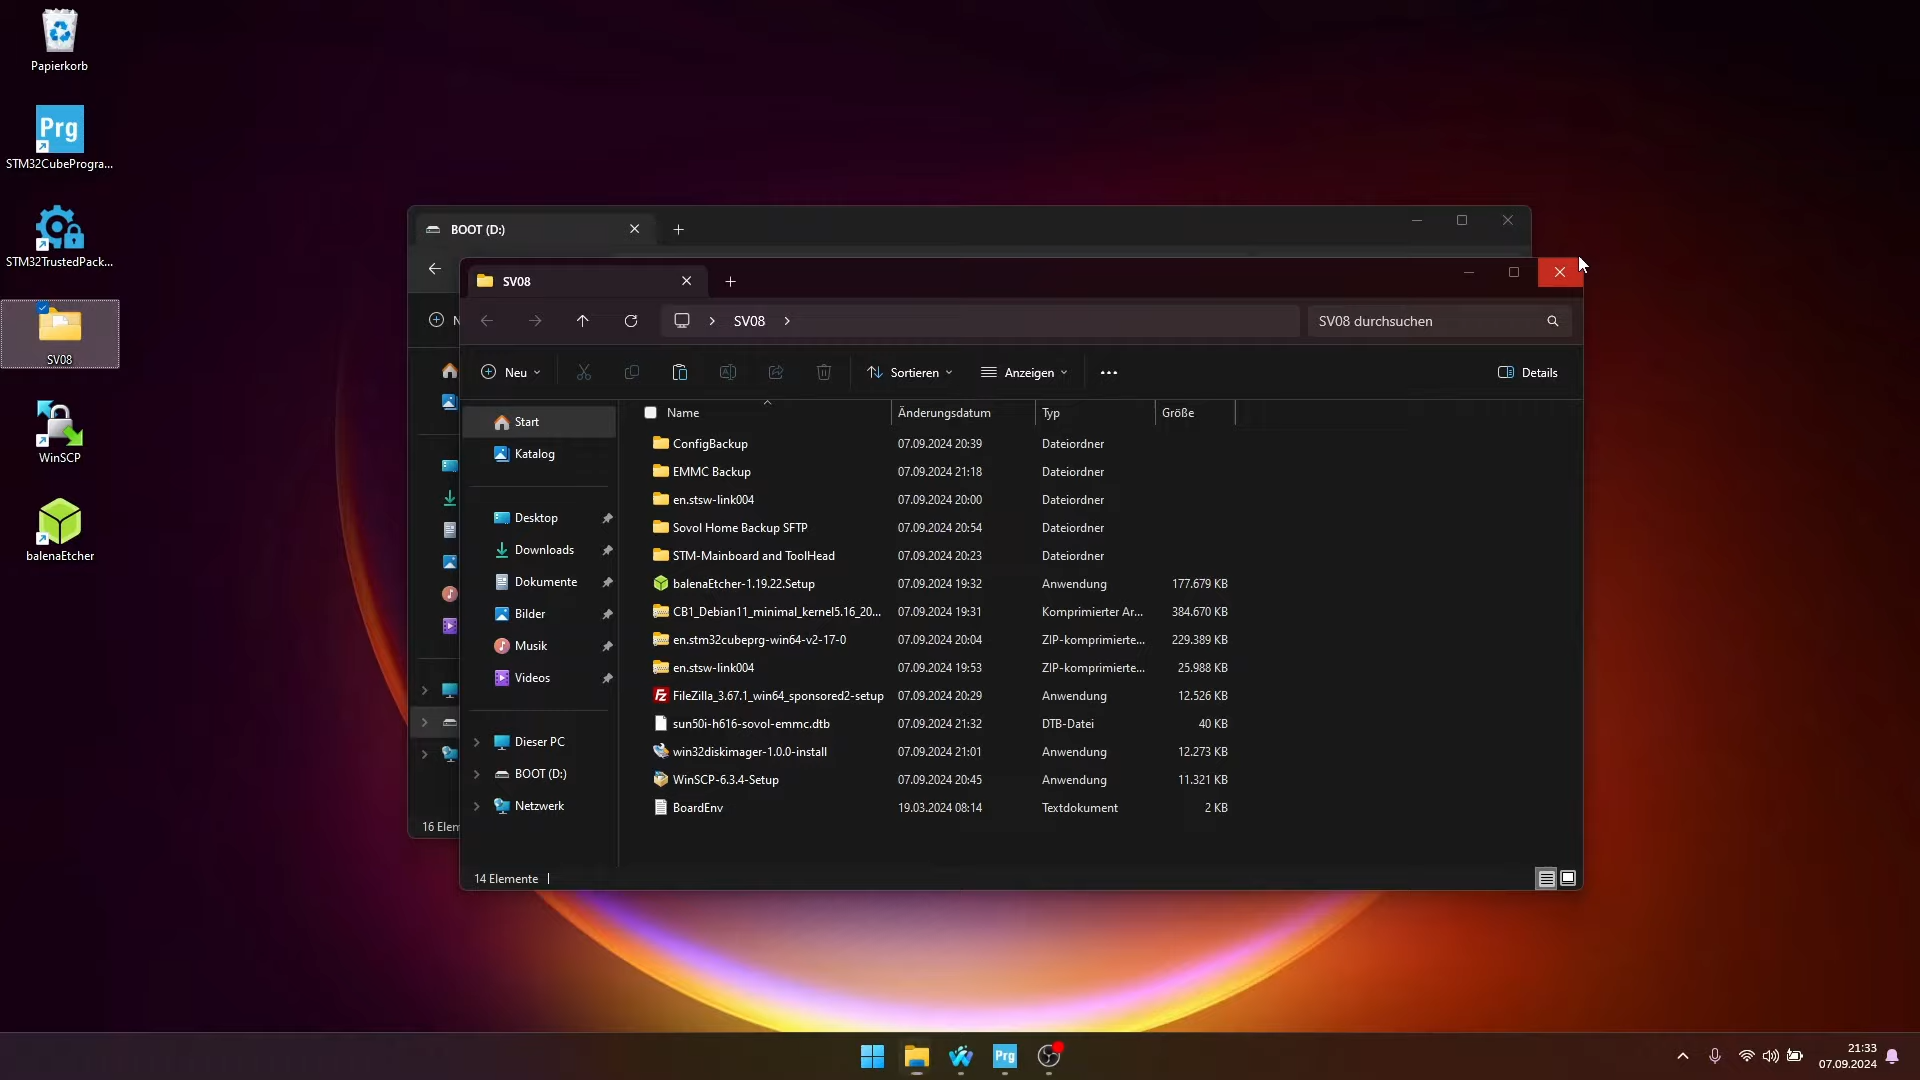 Papierkorb
Prg
STM32CubeProgra...
STM32TrustedPack...
SV08
WinSCP
balenaEtcher
BOOT (D:)
N
16 Elem
SV08
SV08
SV08 durchsuchen
Neu
Sortieren
Anzeigen
Details
Name
Änderungsdatum
Typ
Größe
Start
Katalog
Desktop
Downloads
Dokumente
Bilder
Musik
Videos
Dieser PC
BOOT (D:)
Netzwerk
ConfigBackup 07.09.2024 20:39 Dateiordner
EMMC Backup 07.09.2024 21:18 Dateiordner
en.stsw-link004 07.09.2024 20:00 Dateiordner
Sovol Home Backup SFTP 07.09.2024 20:54 Dateiordner
STM-Mainboard and ToolHead 07.09.2024 20:23 Dateiordner
balenaEtcher-1.19.22.Setup 07.09.2024 19:32 Anwendung 177.679 KB
CB1_Debian11_minimal_kernel5.16_20... 07.09.2024 19:31 Komprimierter Ar... 384.670 KB
en.stm32cubeprg-win64-v2-17-0 07.09.2024 20:04 ZIP-komprimierte... 229.389 KB
en.stsw-link004 07.09.2024 19:53 ZIP-komprimierte... 25.988 KB
FileZilla_3.67.1_win64_sponsored2-setup 07.09.2024 20:29 Anwendung 12.526 KB
sun50i-h616-sovol-emmc.dtb 07.09.2024 21:32 DTB-Datei 40 KB
win32diskimager-1.0.0-install 07.09.2024 21:01 Anwendung 12.273 KB
WinSCP-6.3.4-Setup 07.09.2024 20:45 Anwendung 11.321 KB
BoardEnv 19.03.2024 08:14 Textdokument 2 KB
14 Elemente
Prg
21:33
07.09.2024